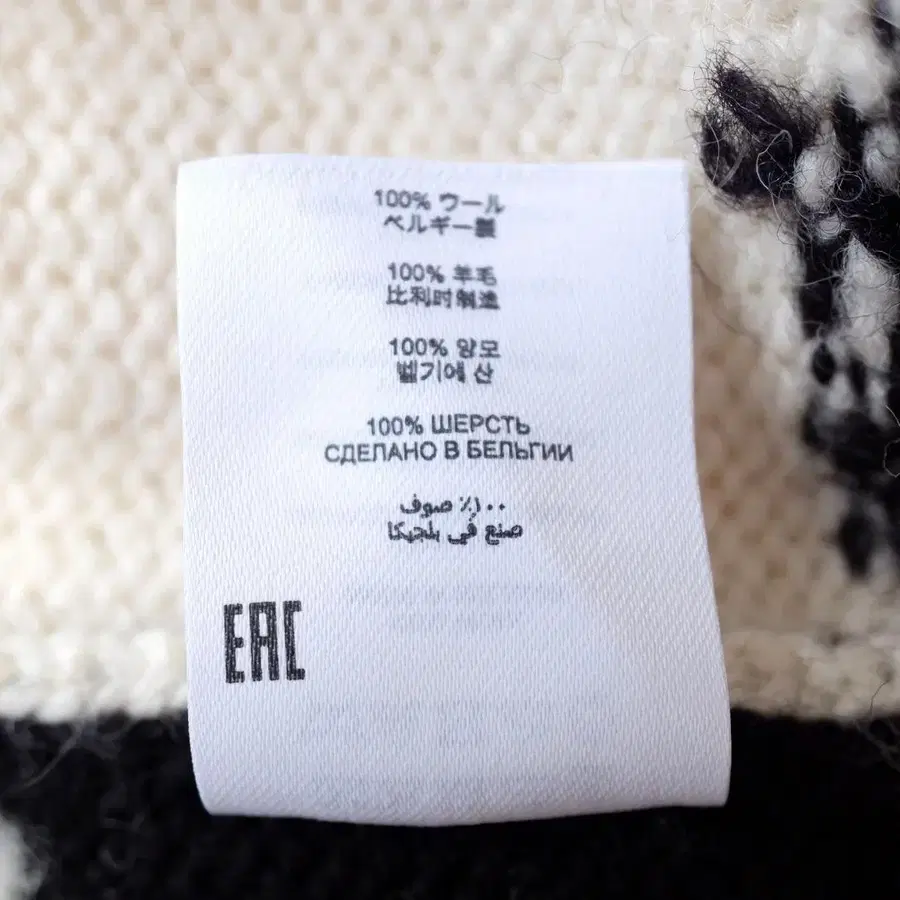 100% ウール
ベルギー製
100% 羊毛
比利时制造
100% 양모
벨기에 산
100% ШЕРСТЬ
СДЕЛАНО В БЕЛЬГИИ
١٠٠٪ صوف
صنع في بلجيكا
EAC